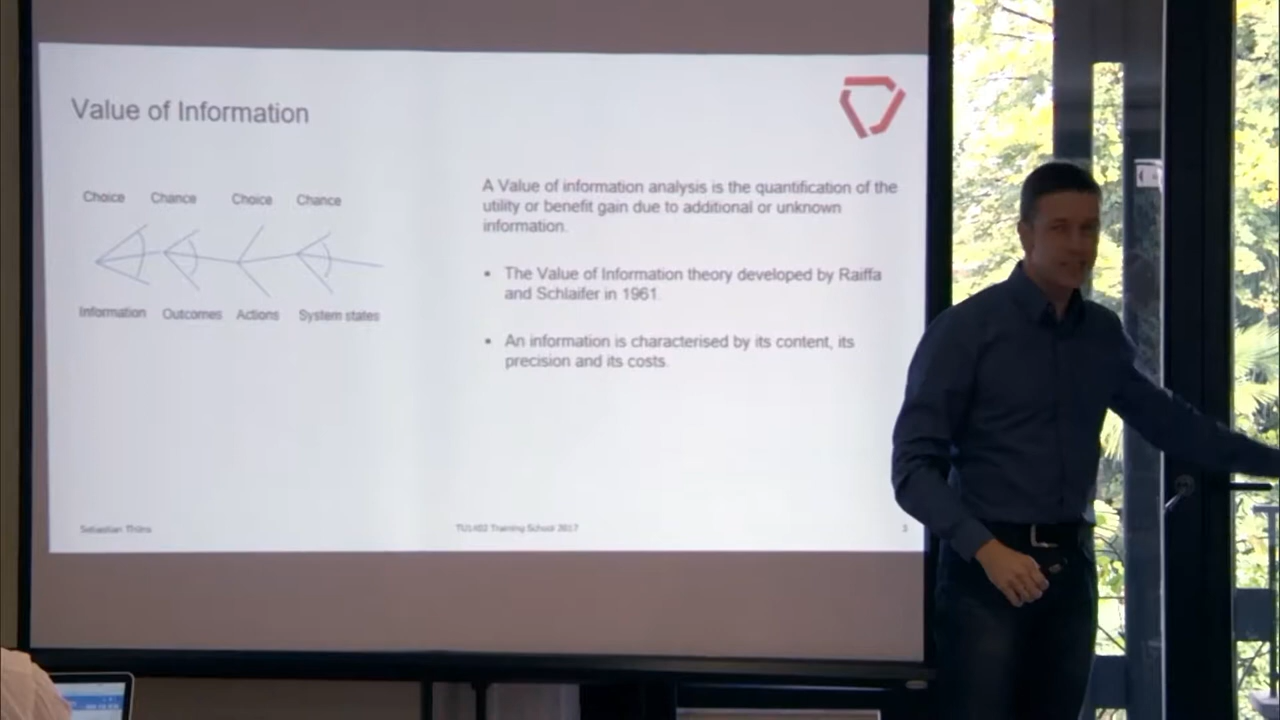 Value of Information
Choice Chance Choice Chance
Information Outcomes Actions System states
A Value of information analysis is the quantification of the
utility or benefit gain due to additional or unknown
information.
• The Value of Information theory developed by Raiffa
and Schlaifer in 1961.
• An information is characterised by its content, its
precision and its costs.
Sebastian Thöns
TU1402 Training School 2017
3